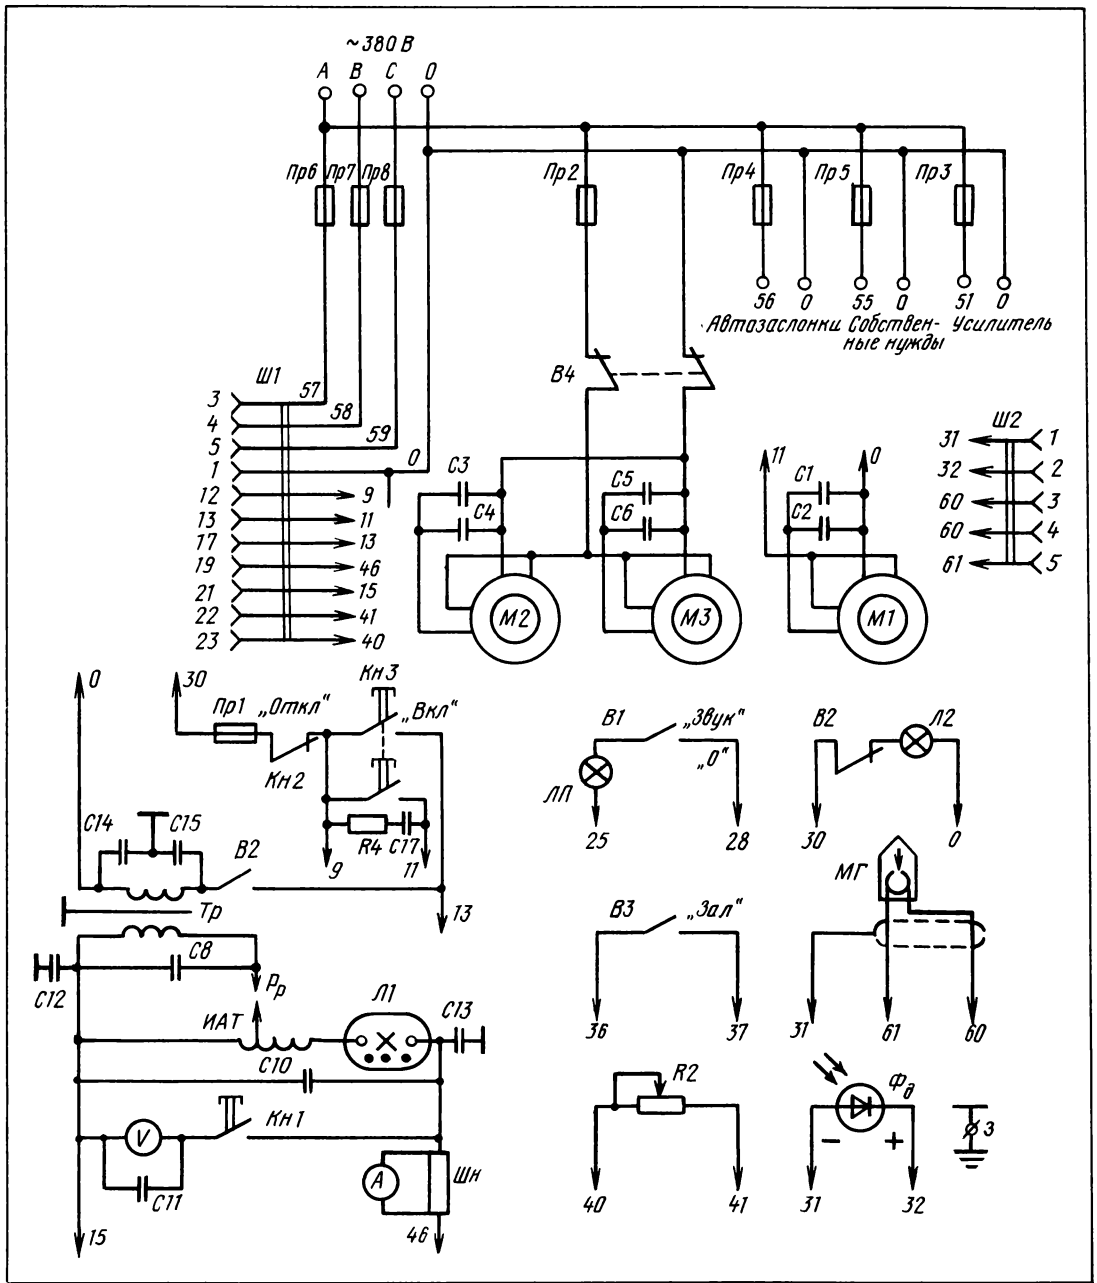 ~380 В
А В С 0
Пр6 Пр7 Пр8 Пр2 Пр4 Пр5 Пр3
56 0 55 0 51 0
Автозаслонки Собствен- Усилитель
ные нужды
В4
Ш1
57
3
58
4
59
5
0
1
12 9
13 11
17 13
19 46
21 15
22 41
23 40
С3
С4
М2
С5
С6
М3
11 0
С1
С2
М1
Ш2
31 1
32 2
60 3
60 4
61 5
0 30
Пр1 „Откл“
Кн3
„Вкл“
Кн2
R4 С17
9 11
С14 С15
В2
Тр
13
С8
С12
Рр
ИАТ
Л1
С13
С10
V
Кн1
С11
А
Шн
15 46
В1 „Звук“
„0“
ЛП
25 28
В2 Л2
30 0
В3 „Зал“
36 37
МГ
31 61 60
R2
40 41
Фд
− +
31 32
З